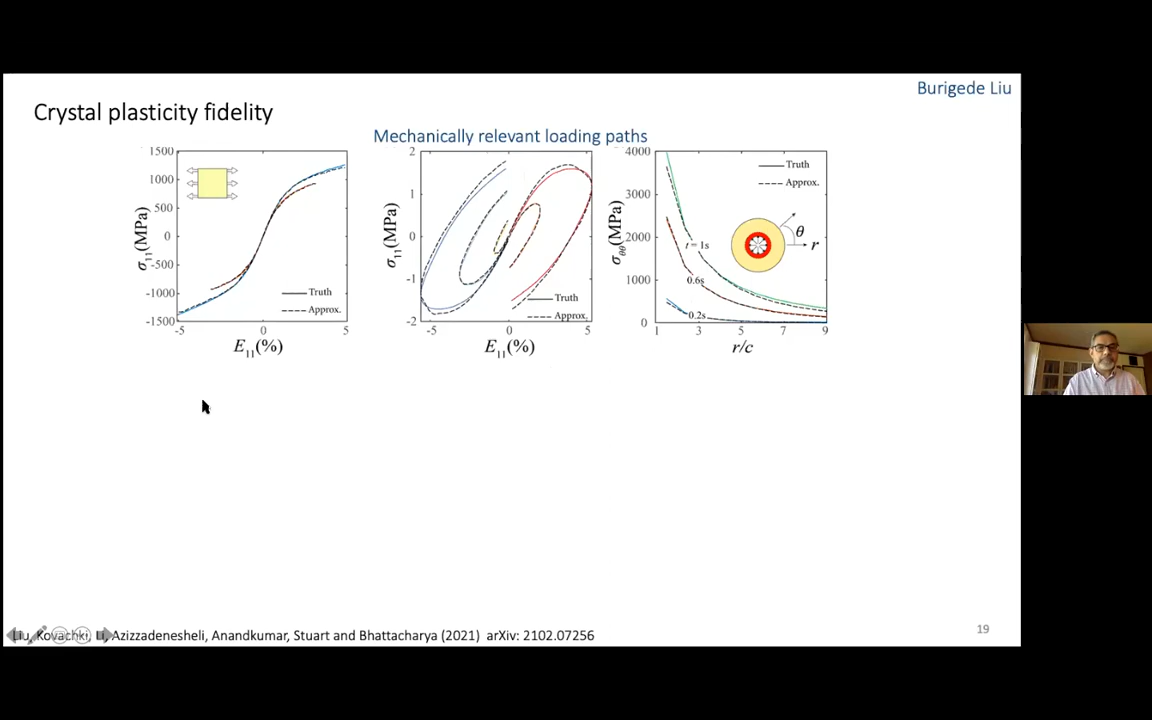 Burigede Liu
Crystal plasticity fidelity
Mechanically relevant loading paths
1500
1000
500
0
-500
-1000
-1500
σ11(MPa)
Truth
Approx.
-5
0
5
E11(%)
2
1
0
-1
-2
σ11(MPa)
Truth
Approx.
-5
0
5
E11(%)
4000
3000
2000
1000
0
σθθ(MPa)
Truth
Approx.
θ
r
t = 1s
0.6s
0.2s
1
3
5
7
9
r/c
Liu, Kovachki, Li, Azizzadenesheli, Anandkumar, Stuart and Bhattacharya (2021) arXiv: 2102.07256
19